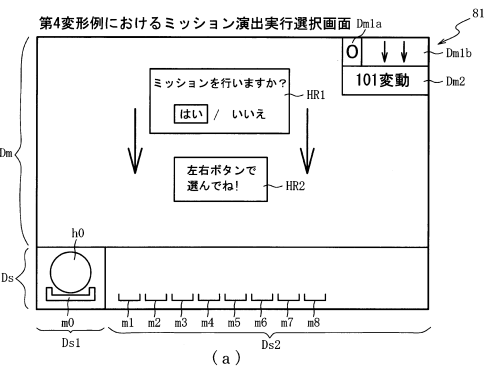 第4変形例におけるミッション演出実行選択画面
Dm1a
81
0
Dm1b
101変動
Dm2
ミッションを行いますか?
HR1
はい / いいえ
Dm
左右ボタンで
選んでね!
HR2
h0
Ds
m0 m1 m2 m3 m4 m5 m6 m7 m8
Ds1 Ds2
(a)